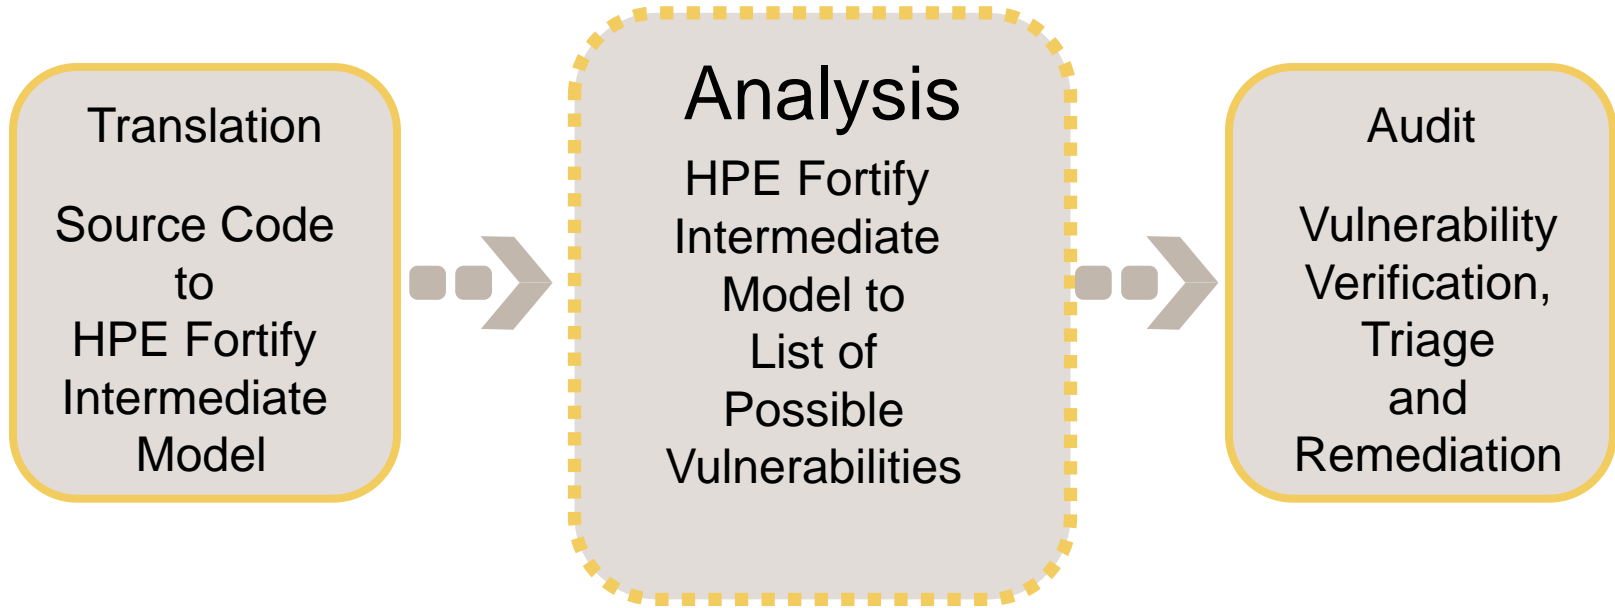 Translation
Source Code
to
HPE Fortify
Intermediate
Model
Analysis
HPE Fortify
Intermediate
Model to
List of
Possible
Vulnerabilities
Audit
Vulnerability
Verification,
Triage
and
Remediation